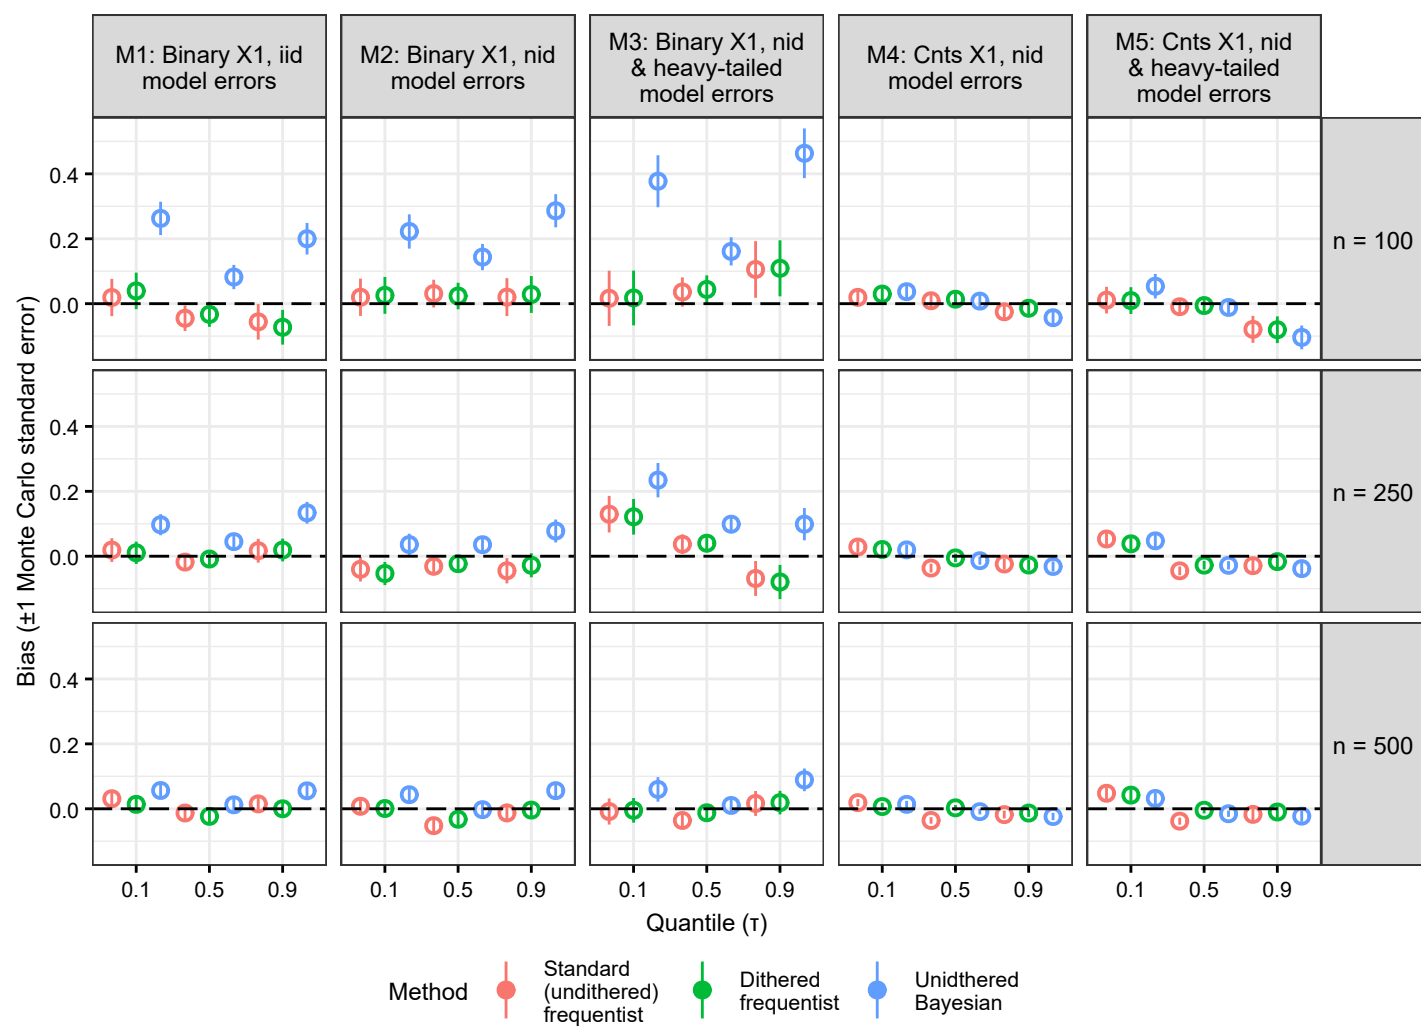 M1: Binary X1, iid
model errors
M2: Binary X1, nid
model errors
M3: Binary X1, nid
& heavy-tailed
model errors
M4: Cnts X1, nid
model errors
M5: Cnts X1, nid
& heavy-tailed
model errors
Bias (±1 Monte Carlo standard error)
0.4
0.2
0.0
n = 100
0.4
0.2
0.0
n = 250
0.4
0.2
0.0
n = 500
0.1 0.5 0.9
0.1 0.5 0.9
0.1 0.5 0.9
0.1 0.5 0.9
0.1 0.5 0.9
Quantile (τ)
Method
Standard
(undithered)
frequentist
Dithered
frequentist
Unidthered
Bayesian